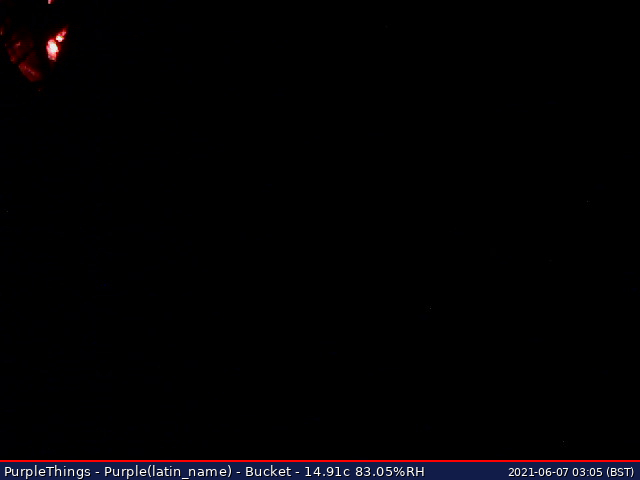 PurpleThings - Purple(latin_name) - Bucket - 14.91c 83.05%RH
2021-06-07 03:05 (BST)